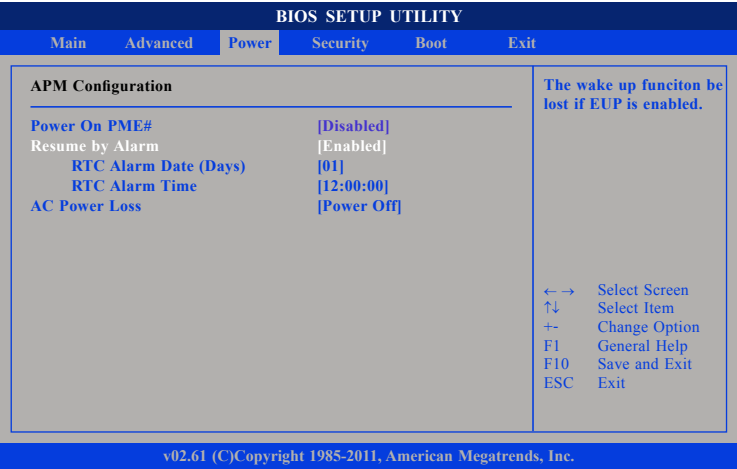 BIOS SETUP UTILITY
Main Advanced Power Security Boot Exit
APM Configuration
Power On PME# [Disabled]
Resume by Alarm [Enabled]
RTC Alarm Date (Days) [01]
RTC Alarm Time [12:00:00]
AC Power Loss [Power Off]
The wake up funciton be
lost if EUP is enabled.
←→ Select Screen
↑↓ Select Item
+- Change Option
F1 General Help
F10 Save and Exit
ESC Exit
v02.61 (C)Copyright 1985-2011, American Megatrends, Inc.